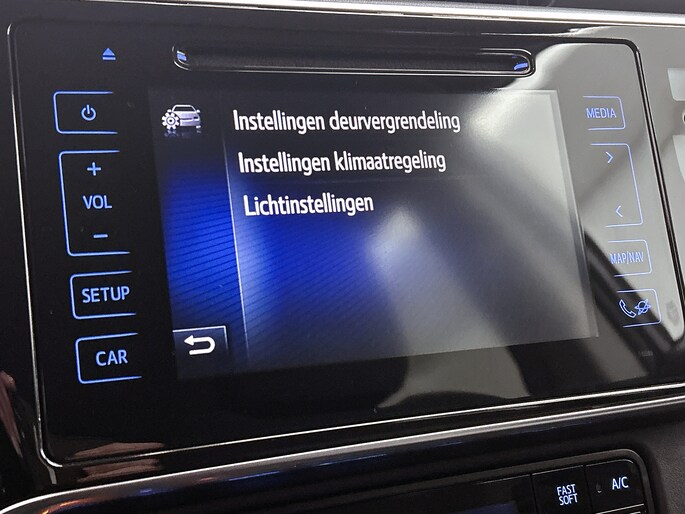 Instellingen deurvergrendeling
Instellingen klimaatregeling
Lichtinstellingen
+
VOL
−
SETUP
CAR
MEDIA
>
<
MAP/NAV
FAST
SOFT
A/C